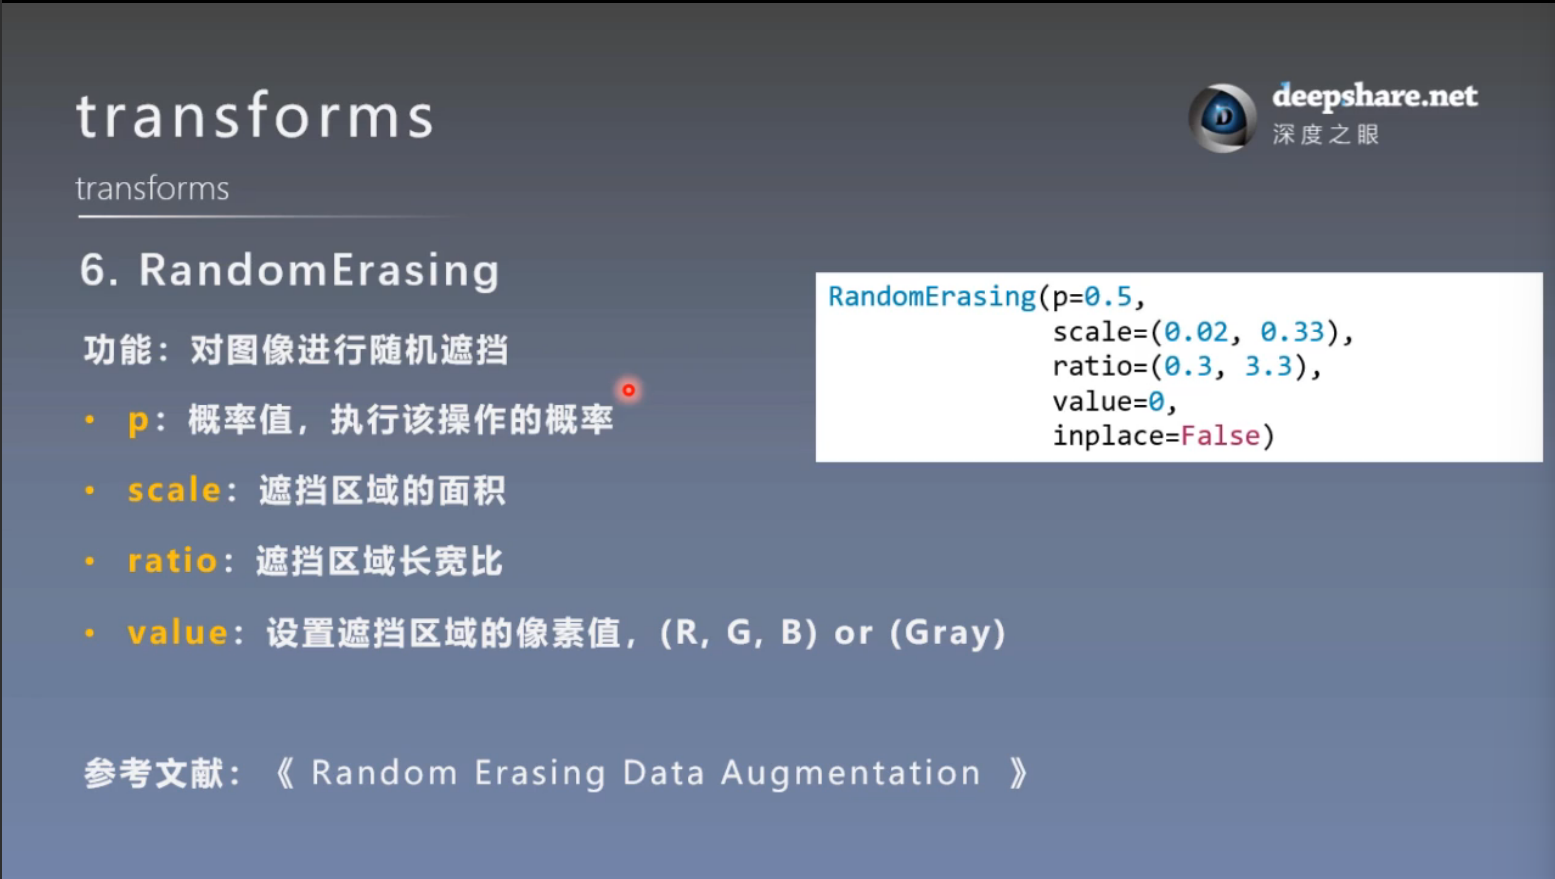 transforms
deepshare.net
深度之眼
transforms
6. RandomErasing
功能：对图像进行随机遮挡
• p：概率值，执行该操作的概率
• scale：遮挡区域的面积
• ratio：遮挡区域长宽比
• value：设置遮挡区域的像素值，(R, G, B) or (Gray)
RandomErasing(p=0.5,
scale=(0.02, 0.33),
ratio=(0.3, 3.3),
value=0,
inplace=False)
参考文献：《 Random Erasing Data Augmentation 》